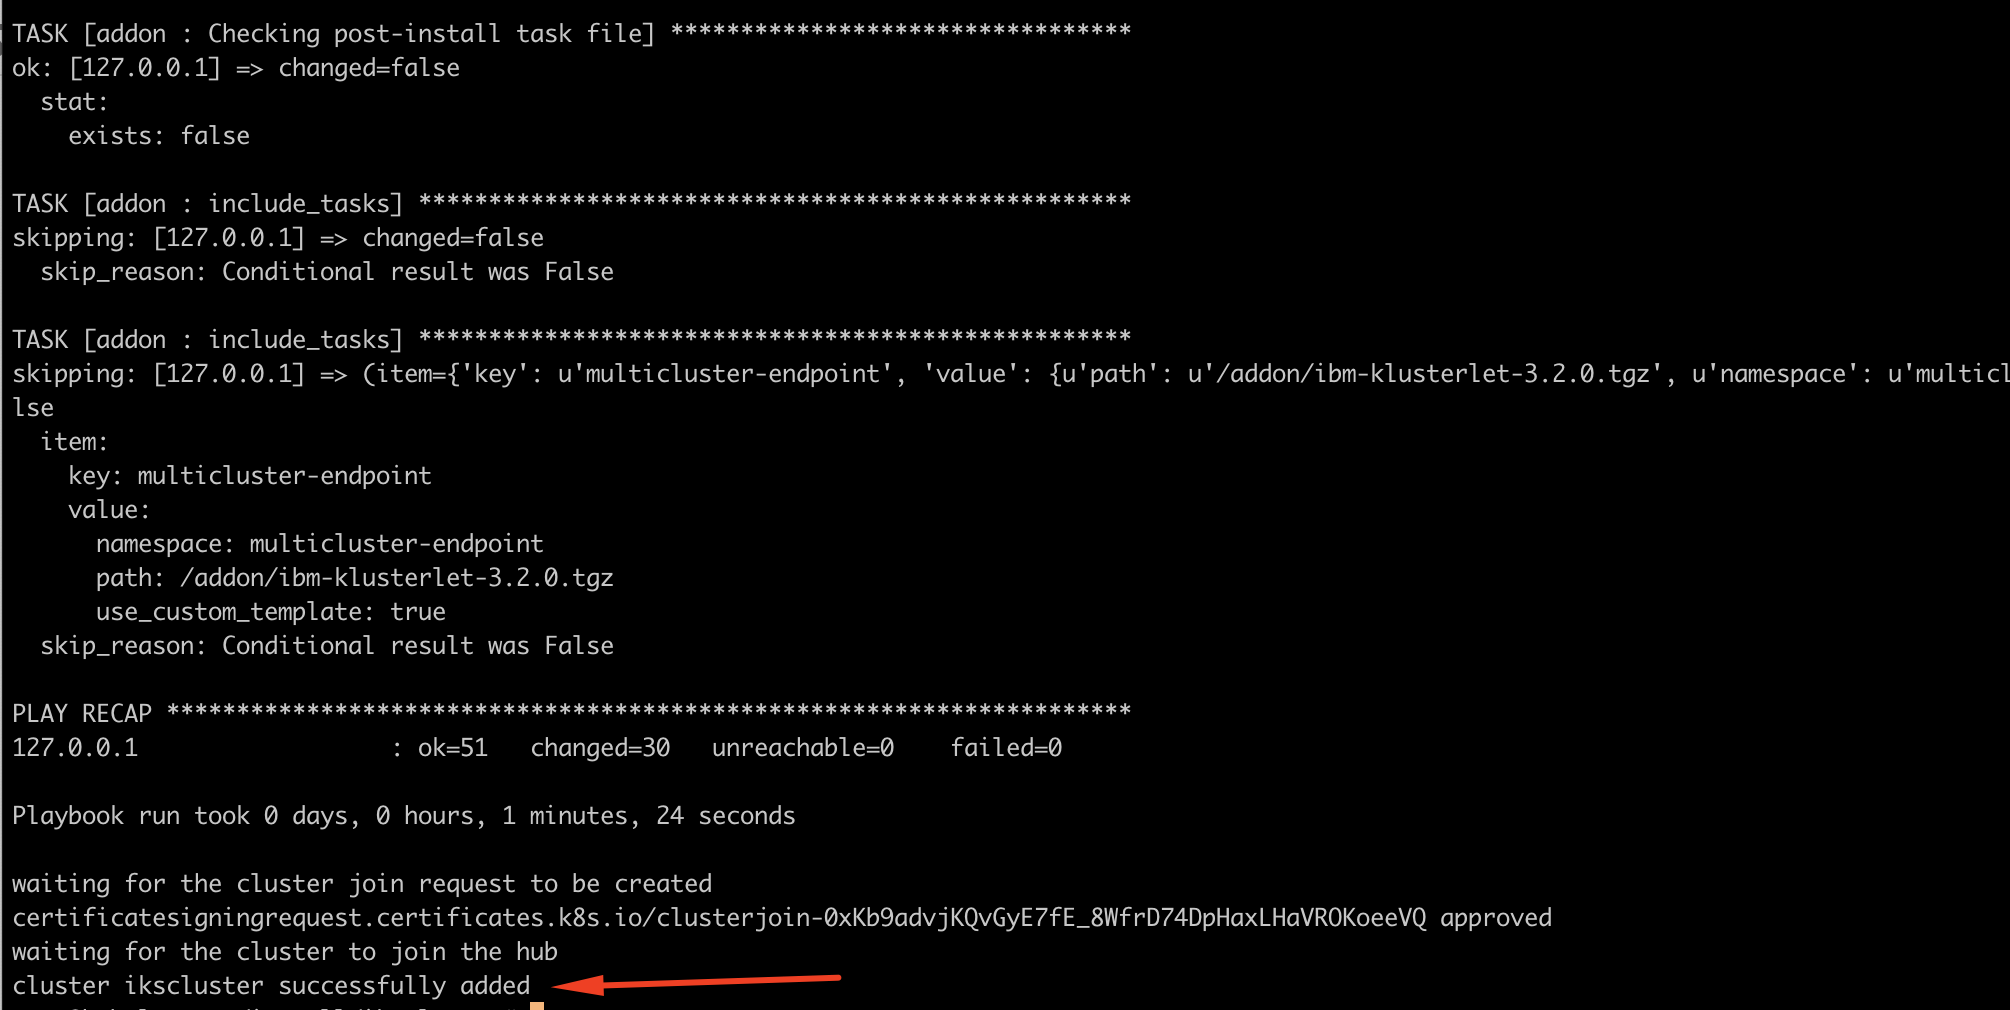 TASK [addon : Checking post-install task file] *********************************
ok: [127.0.0.1] => changed=false
  stat:
    exists: false
TASK [addon : include_tasks] ***************************************************
skipping: [127.0.0.1] => changed=false
  skip_reason: Conditional result was False
TASK [addon : include_tasks] ***************************************************
skipping: [127.0.0.1] => (item={'key': u'multicluster-endpoint', 'value': {u'path': u'/addon/ibm-klusterlet-3.2.0.tgz', u'namespace': u'multicl
lse
  item:
    key: multicluster-endpoint
    value:
      namespace: multicluster-endpoint
      path: /addon/ibm-klusterlet-3.2.0.tgz
      use_custom_template: true
  skip_reason: Conditional result was False
PLAY RECAP *********************************************************************
127.0.0.1                  : ok=51   changed=30   unreachable=0    failed=0
Playbook run took 0 days, 0 hours, 1 minutes, 24 seconds
waiting for the cluster join request to be created
certificatesigningrequest.certificates.k8s.io/clusterjoin-0xKb9advjKQvGyE7fE_8WfrD74DpHaxLHaVROKoeeVQ approved
waiting for the cluster to join the hub
cluster ikscluster successfully added